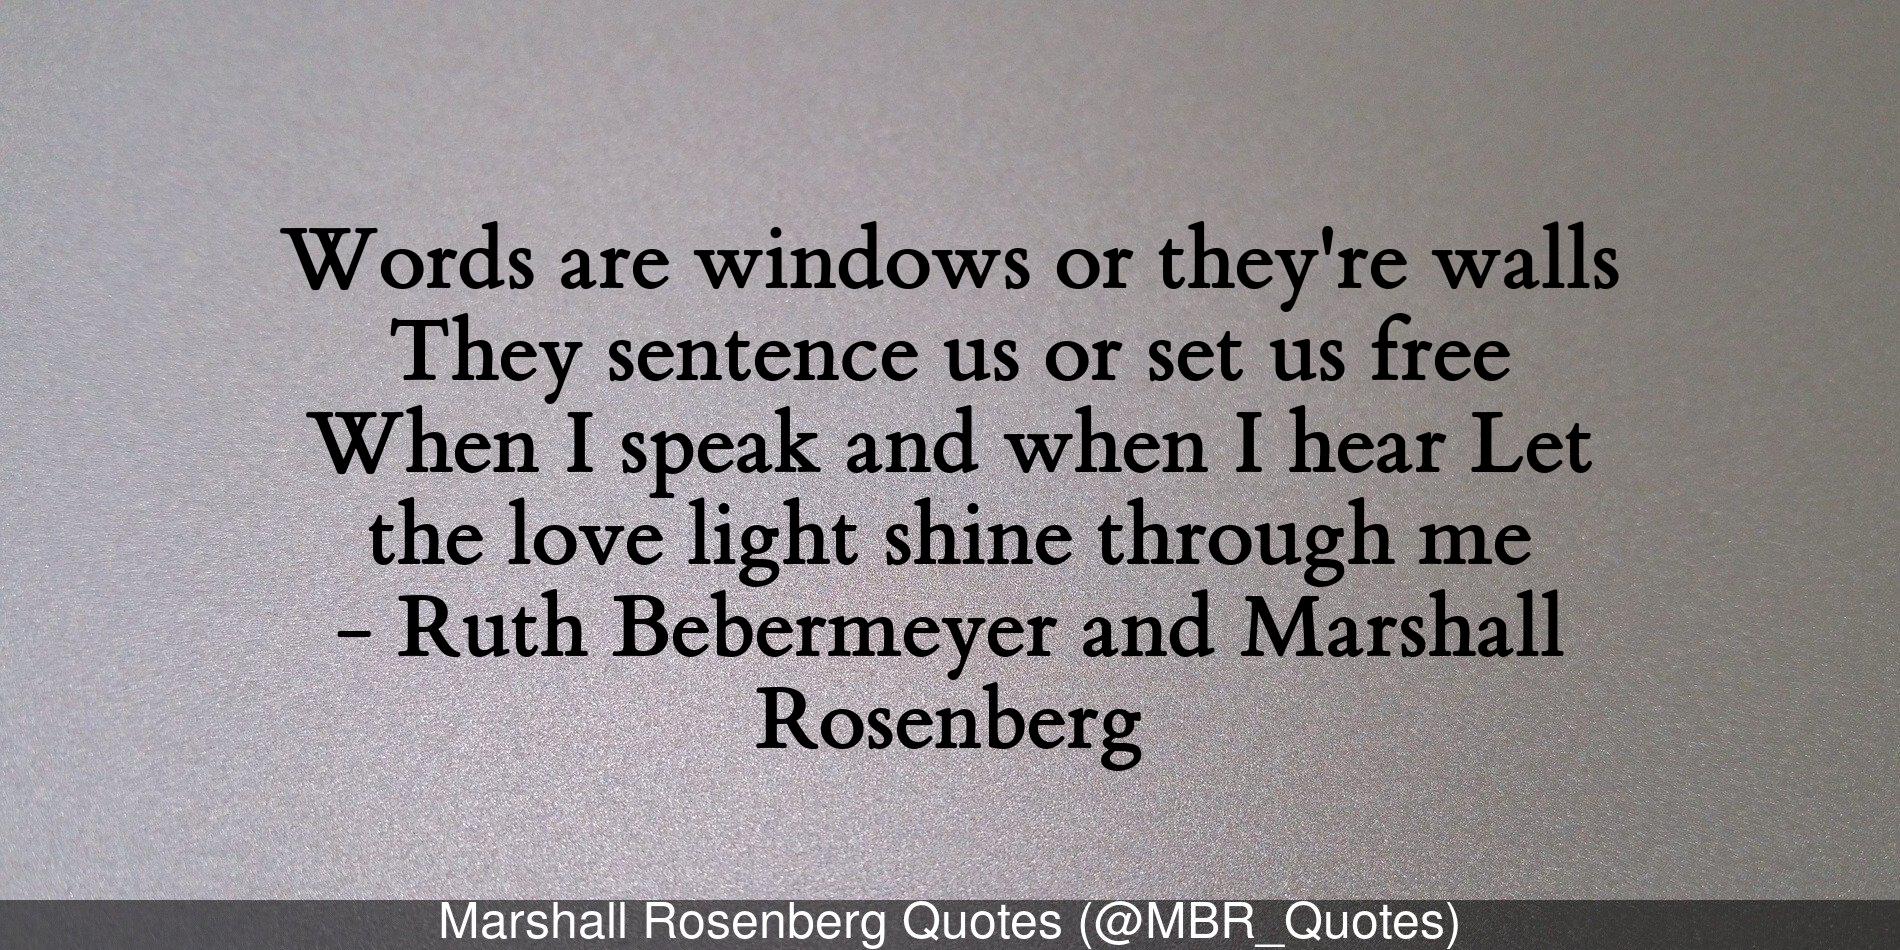 Words are windows or they're walls
They sentence us or set us free
When I speak and when I hear Let
the love light shine through me
- Ruth Bebermeyer and Marshall
Rosenberg
Marshall Rosenberg Quotes (@MBR_Quotes)